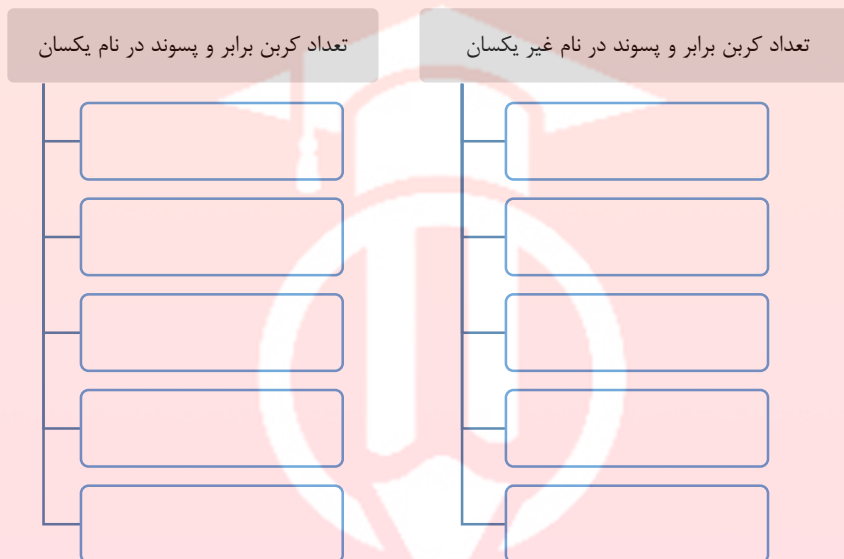 تعداد کربن برابر و پسوند در نام غیر یکسان
تعداد کربن برابر و پسوند در نام یکسان